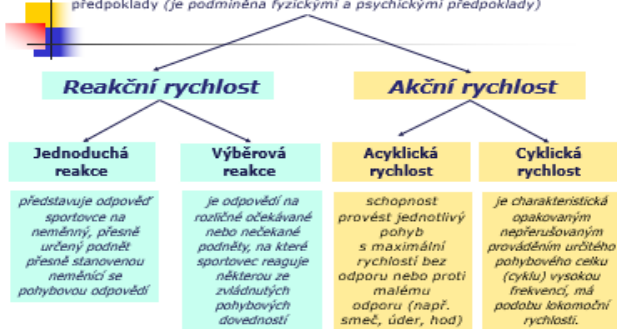 předpoklady (je podmíněna fyzickými a psychickými předpoklady)
Reakční rychlost
Akční rychlost
Jednoduchá
reakce
představuje odpověď
sportovce na
neměnný, přesně
určený podnět
přesně stanovenou
neměnící se
pohybovou odpovědí
Výběrová
reakce
je odpovědí na
rozličné očekávané
nebo nečekané
podněty, na které
sportovec reaguje
některou ze
zvládnutých
pohybových
dovedností
Acyklická
rychlost
schopnost
provést jednotlivý
pohyb
s maximální
rychlostí bez
odporu nebo proti
malému
odporu (např.
smeč, úder, hod)
Cyklická
rychlost
je charakteristická
opakovaným
nepřerušovaným
prováděním určitého
pohybového celku
(cyklu) vysokou
frekvencí, má
podobu lokomoční
rychlosti.